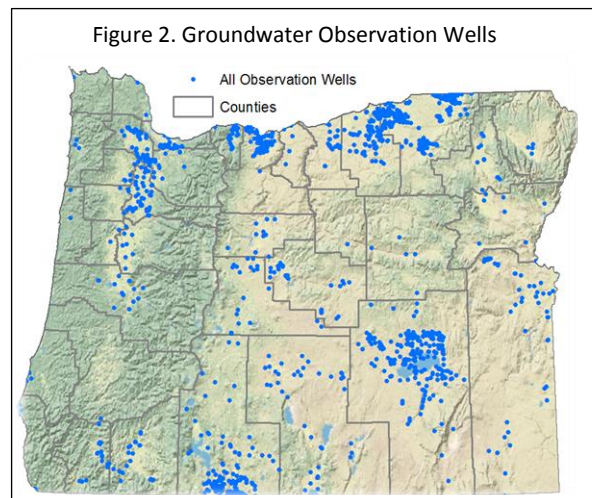 Figure 2. Groundwater Observation Wells
All Observation Wells
Counties